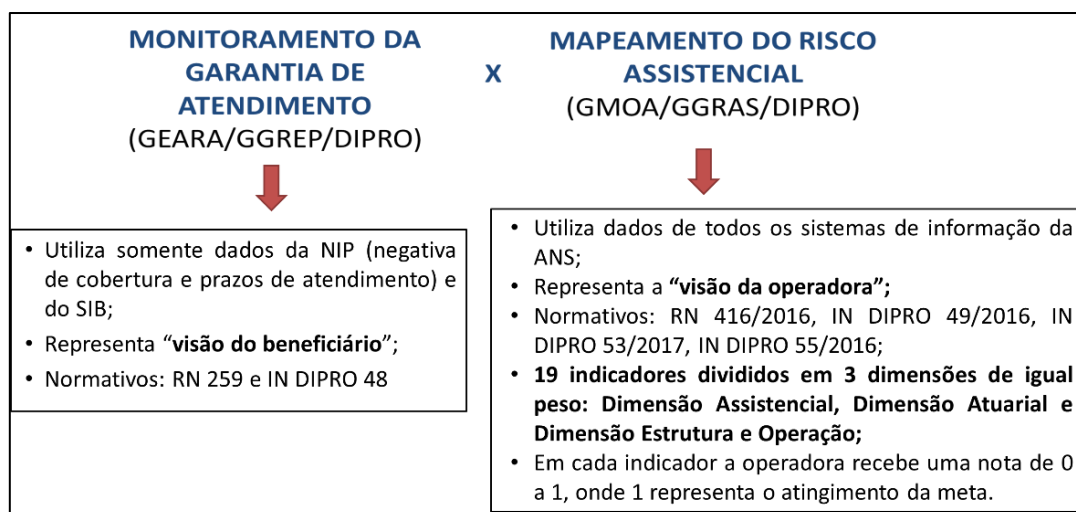 MONITORAMENTO DA
GARANTIA DE
ATENDIMENTO
(GEARA/GGREP/DIPRO)
X
MAPEAMENTO DO RISCO
ASSISTENCIAL
(GMOA/GGRAS/DIPRO)
• Utiliza somente dados da NIP (negativa
de cobertura e prazos de atendimento) e
do SIB;
• Representa “visão do beneficiário”;
• Normativos: RN 259 e IN DIPRO 48
• Utiliza dados de todos os sistemas de informação da
ANS;
• Representa a “visão da operadora”;
• Normativos: RN 416/2016, IN DIPRO 49/2016, IN
DIPRO 53/2017, IN DIPRO 55/2016;
• 19 indicadores divididos em 3 dimensões de igual
peso: Dimensão Assistencial, Dimensão Atuarial e
Dimensão Estrutura e Operação;
• Em cada indicador a operadora recebe uma nota de 0
a 1, onde 1 representa o atingimento da meta.